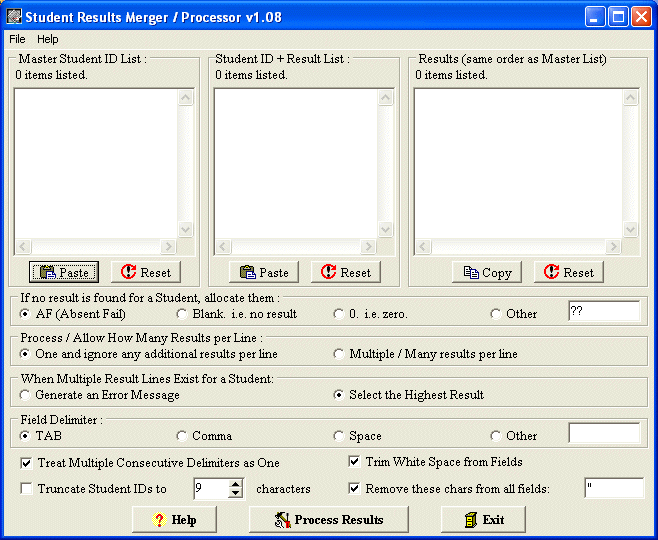 Student Results Merger / Processor v1.08
File Help
Master Student ID List : Student ID + Result List : Results (same order as Master List)
0 items listed. 0 items listed. 0 items listed.
Paste Reset Paste Reset Copy Reset
If no result is found for a Student, allocate them :
AF (Absent Fail) Blank. i.e. no result 0. i.e. zero. Other ??
Process / Allow How Many Results per Line :
One and ignore any additional results per line Multiple / Many results per line
When Multiple Result Lines Exist for a Student:
Generate an Error Message Select the Highest Result
Field Delimiter :
TAB Comma Space Other
Treat Multiple Consecutive Delimiters as One Trim White Space from Fields
Truncate Student IDs to 9 characters Remove these chars from all fields: "
Help Process Results Exit